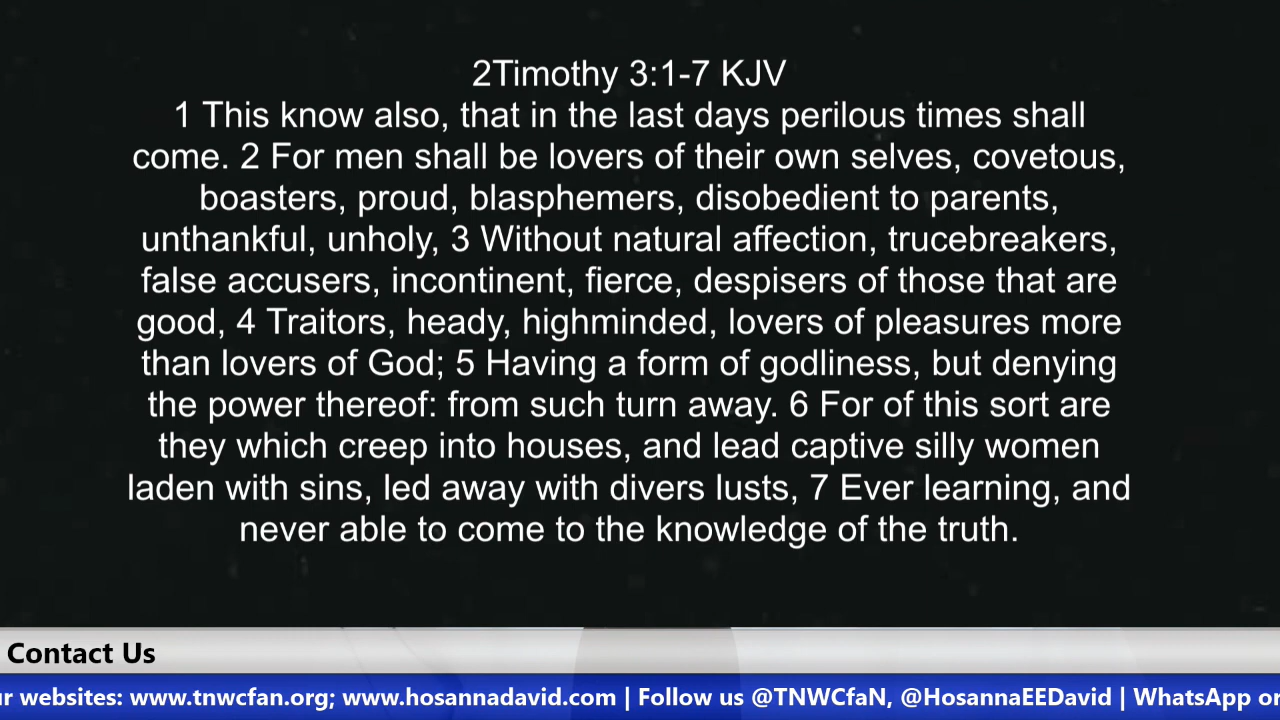 2Timothy 3:1-7 KJV
1 This know also, that in the last days perilous times shall
come. 2 For men shall be lovers of their own selves, covetous,
boasters, proud, blasphemers, disobedient to parents,
unthankful, unholy, 3 Without natural affection, trucebreakers,
false accusers, incontinent, fierce, despisers of those that are
good, 4 Traitors, heady, highminded, lovers of pleasures more
than lovers of God; 5 Having a form of godliness, but denying
the power thereof: from such turn away. 6 For of this sort are
they which creep into houses, and lead captive silly women
laden with sins, led away with divers lusts, 7 Ever learning, and
never able to come to the knowledge of the truth.
Contact Us
websites: www.tnwcfan.org; www.hosannadavid.com | Follow us @TNWCfaN, @HosannaEEDavid | WhatsApp